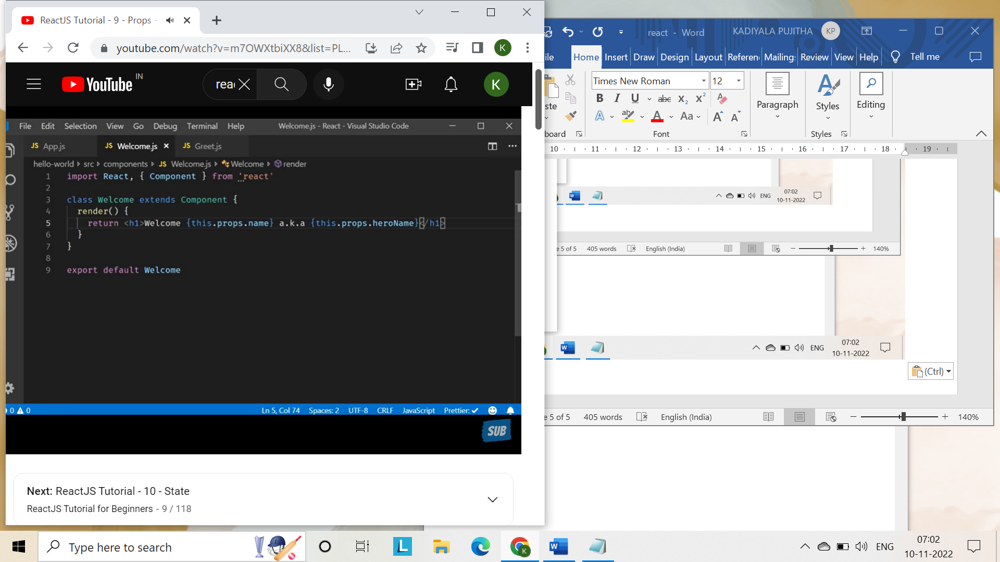 ReactJS Tutorial - 9 - Props -
youtube.com/watch?v=m7OWXtbiXX8&list=PL...
K
YouTube IN
reac
K
File Edit Selection View Go Debug Terminal Help
Welcome.js - React - Visual Studio Code
JS App.js
JS Welcome.js
JS Greet.js
hello-world src components JS Welcome.js Welcome render
1 import React, { Component } from 'react'
2
3 class Welcome extends Component {
4 render() {
5 return <h1>Welcome {this.props.name} a.k.a {this.props.heroName}</h1>
6 }
7 }
8
9 export default Welcome
0 0
Ln 5, Col 74 Spaces: 2 UTF-8 CRLF JavaScript Prettier: ✓
SUB
Next: ReactJS Tutorial - 10 - State
ReactJS Tutorial for Beginners - 9 / 118
react - Word
KADIYALA PUJITHA KP
ile Home Insert Draw Design Layout Referen Mailing: Review View Help Tell me
ste
Times New Roman 12
B I U abc X2 X2
A ab A Aa A A
Paragraph
Styles
Editing
board Font Styles
10 11 12 13 14 15 16 17 18 19
ENG 07:02
10-11-2022
e 5 of 5 405 words English (India) 140%
ENG 07:02
10-11-2022
(Ctrl)
e 5 of 5 405 words English (India) 140%
Type here to search
L
K
W
ENG 07:02
10-11-2022